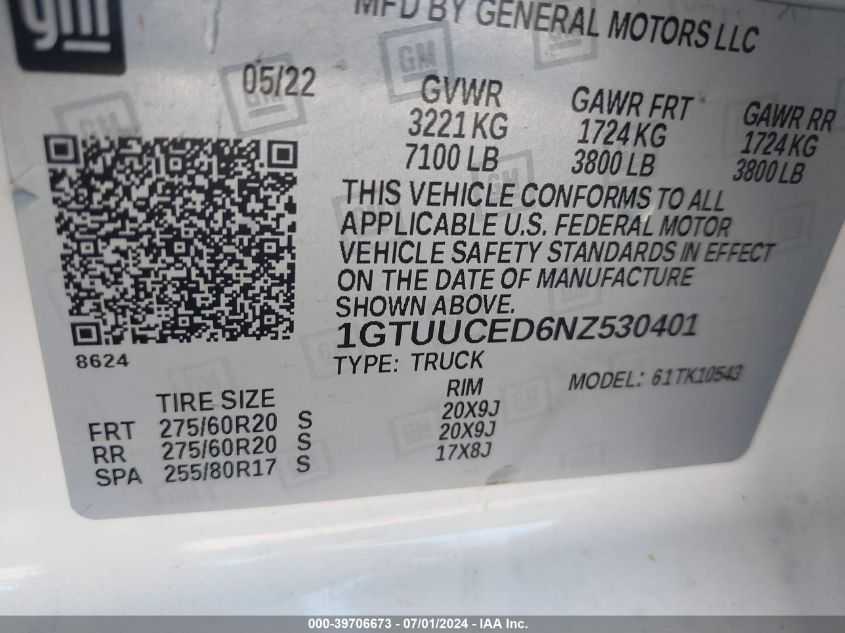 gm
MFD BY GENERAL MOTORS LLC
05/22
GVWR GAWR FRT GAWR RR
3221 KG 1724 KG 1724 KG
7100 LB 3800 LB 3800 LB
THIS VEHICLE CONFORMS TO ALL
APPLICABLE U.S. FEDERAL MOTOR
VEHICLE SAFETY STANDARDS IN EFFECT
ON THE DATE OF MANUFACTURE
SHOWN ABOVE.
1GTUUCED6NZ530401
8624
TYPE: TRUCK MODEL: 61TK10543
TIRE SIZE RIM
FRT 275/60R20 S 20X9J
RR 275/60R20 S 20X9J
SPA 255/80R17 S 17X8J
000-39706673 - 07/01/2024 - IAA Inc.